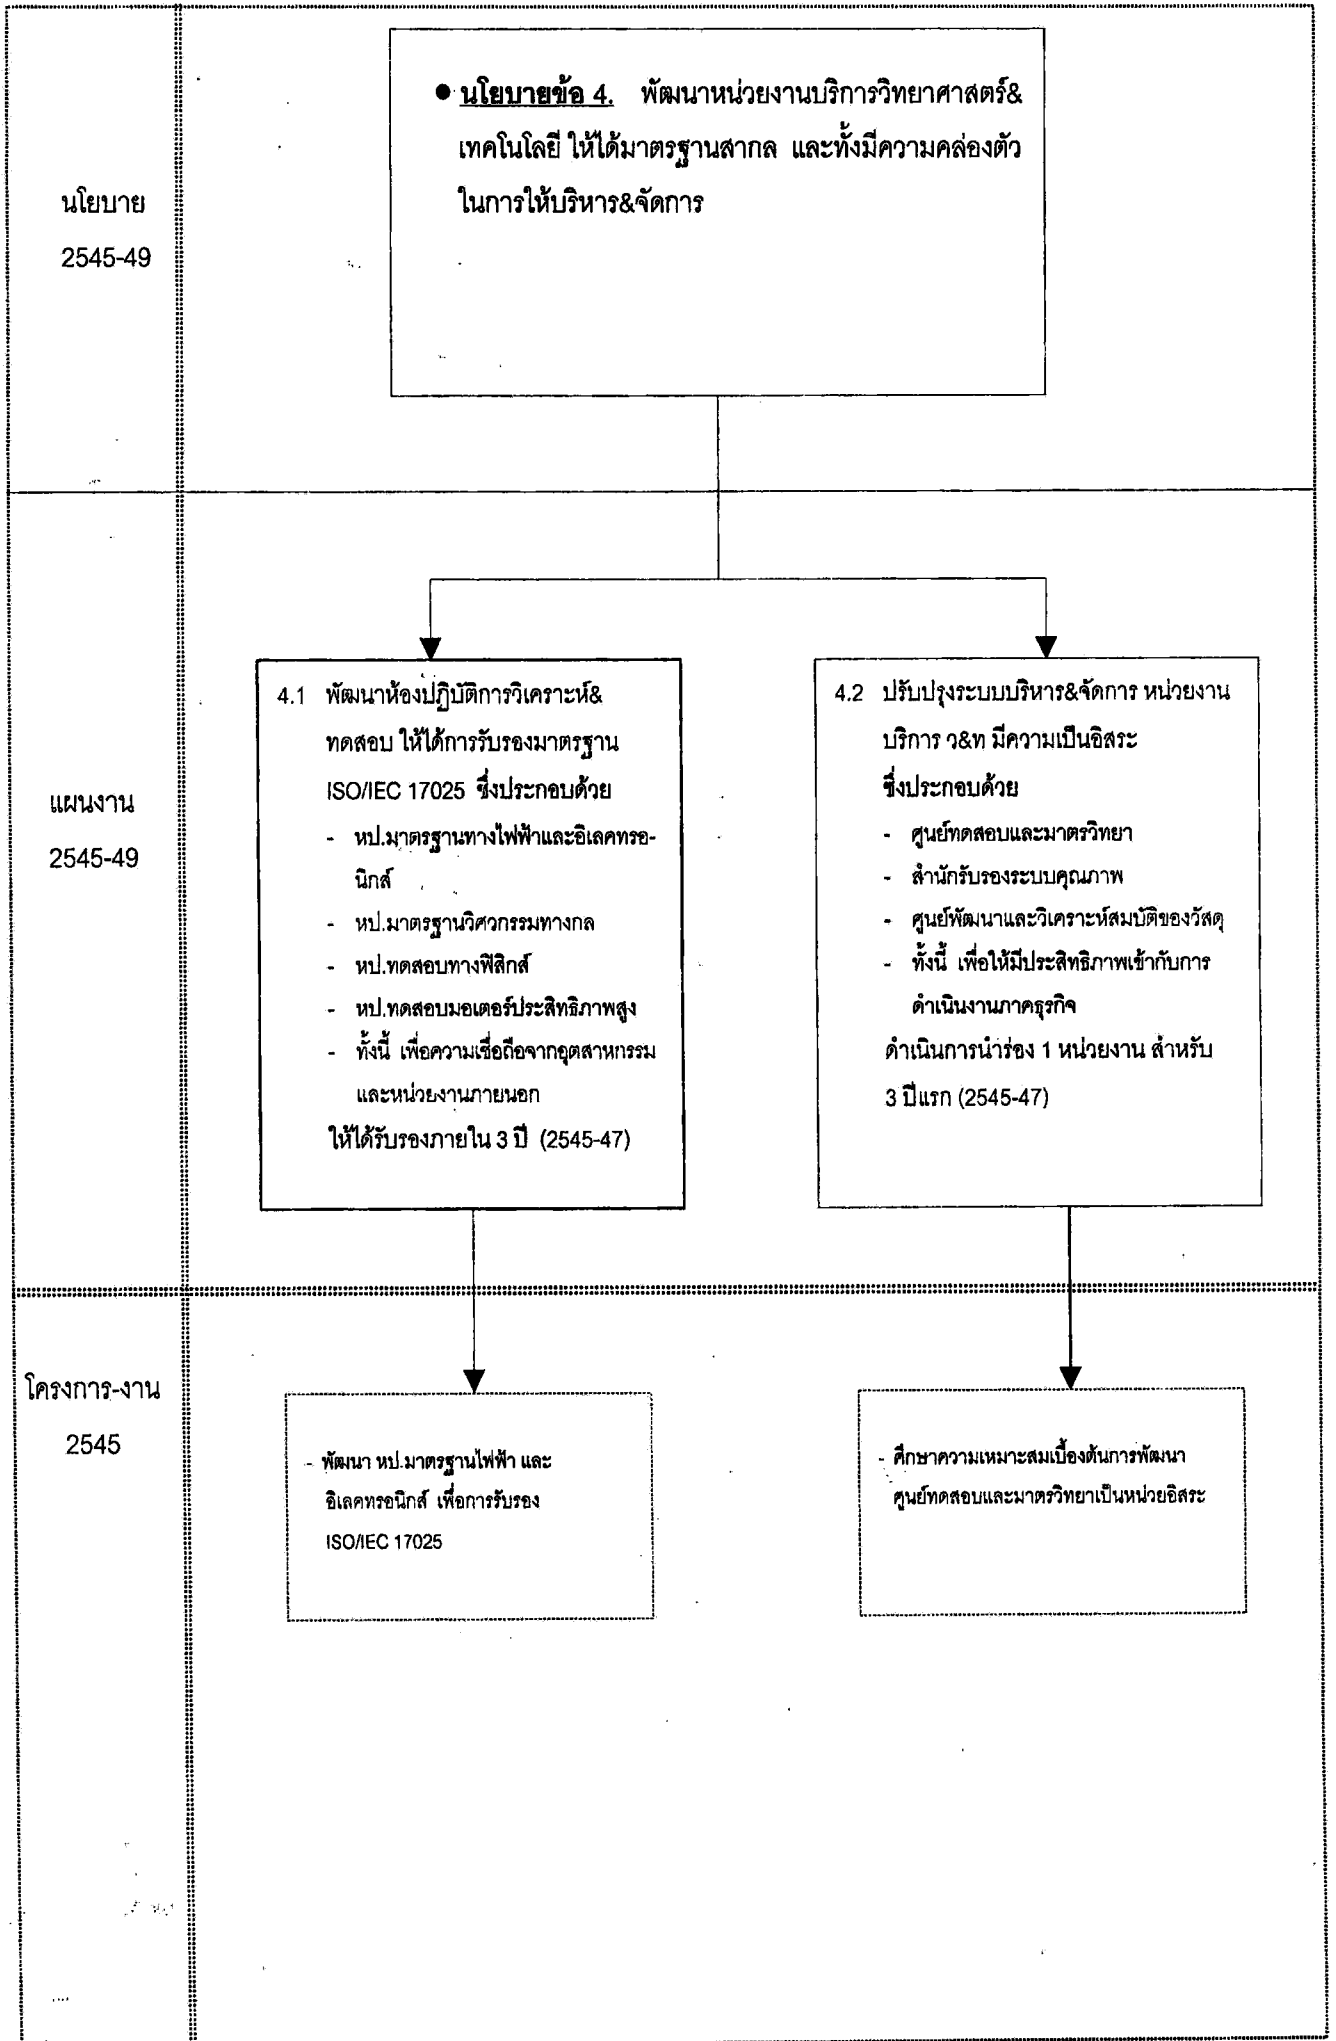 นโยบาย
2545-49
● นโยบายข้อ 4. พัฒนาหน่วยงานบริการวิทยาศาสตร์&
เทคโนโลยี ให้ได้มาตรฐานสากล และทั้งมีความคล่องตัว
ในการให้บริหาร&จัดการ
แผนงาน
2545-49
4.1 พัฒนาห้องปฏิบัติการวิเคราะห์&
ทดสอบ ให้ได้การรับรองมาตรฐาน
ISO/IEC 17025 ซึ่งประกอบด้วย
- หป.มาตรฐานทางไฟฟ้าและอิเลคทรอ-
นิกส์
- หป.มาตรฐานวิศวกรรมทางกล
- หป.ทดสอบทางฟิสิกส์
- หป.ทดสอบมอเตอร์ประสิทธิภาพสูง
- ทั้งนี้ เพื่อความเชื่อถือจากอุตสาหกรรม
และหน่วยงานภายนอก
ให้ได้รับรองภายใน 3 ปี (2545-47)
4.2 ปรับปรุงระบบบริหาร&จัดการ หน่วยงาน
บริการ ว&ท มีความเป็นอิสระ
ซึ่งประกอบด้วย
- ศูนย์ทดสอบและมาตรวิทยา
- สำนักรับรองระบบคุณภาพ
- ศูนย์พัฒนาและวิเคราะห์สมบัติของวัสดุ
- ทั้งนี้ เพื่อให้มีประสิทธิภาพเข้ากับการ
ดำเนินงานภาคธุรกิจ
ดำเนินการนำร่อง 1 หน่วยงาน สำหรับ
3 ปีแรก (2545-47)
โครงการ-งาน
2545
- พัฒนา หป.มาตรฐานไฟฟ้า และ
อิเลคทรอนิกส์ เพื่อการรับรอง
ISO/IEC 17025
- ศึกษาความเหมาะสมเบื้องต้นการพัฒนา
ศูนย์ทดสอบและมาตรวิทยาเป็นหน่วยอิสระ